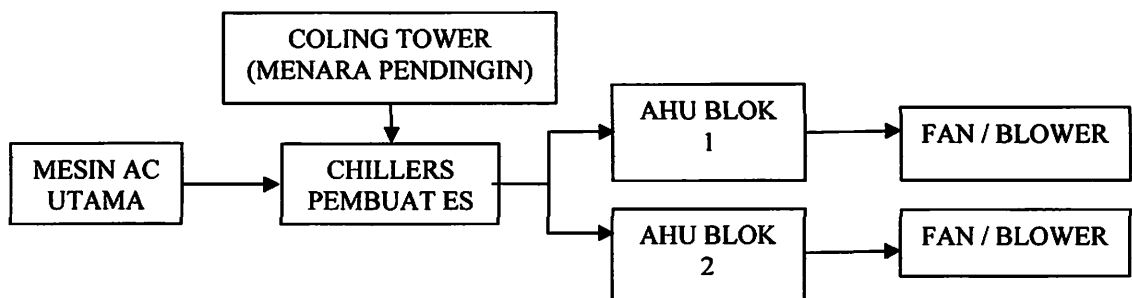 COLING TOWER
(MENARA PENDINGIN)
MESIN AC
UTAMA
CHILLERS
PEMBUAT ES
AHU BLOK
1
FAN / BLOWER
AHU BLOK
2
FAN / BLOWER